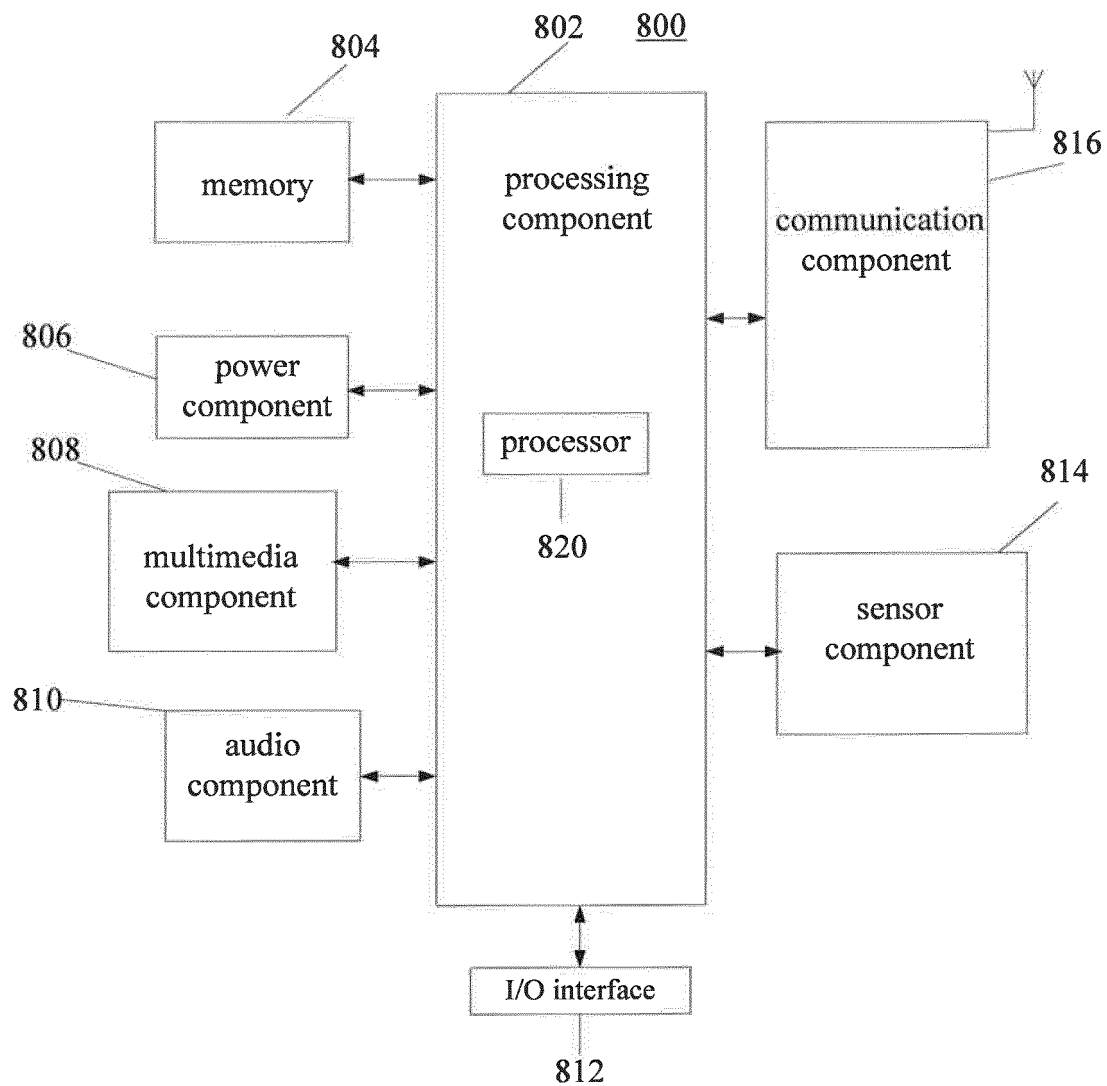 802
800
804
memory
processing
component
816
communication
component
806
power
component
808
processor
820
814
multimedia
component
sensor
component
810
audio
component
I/O interface
812